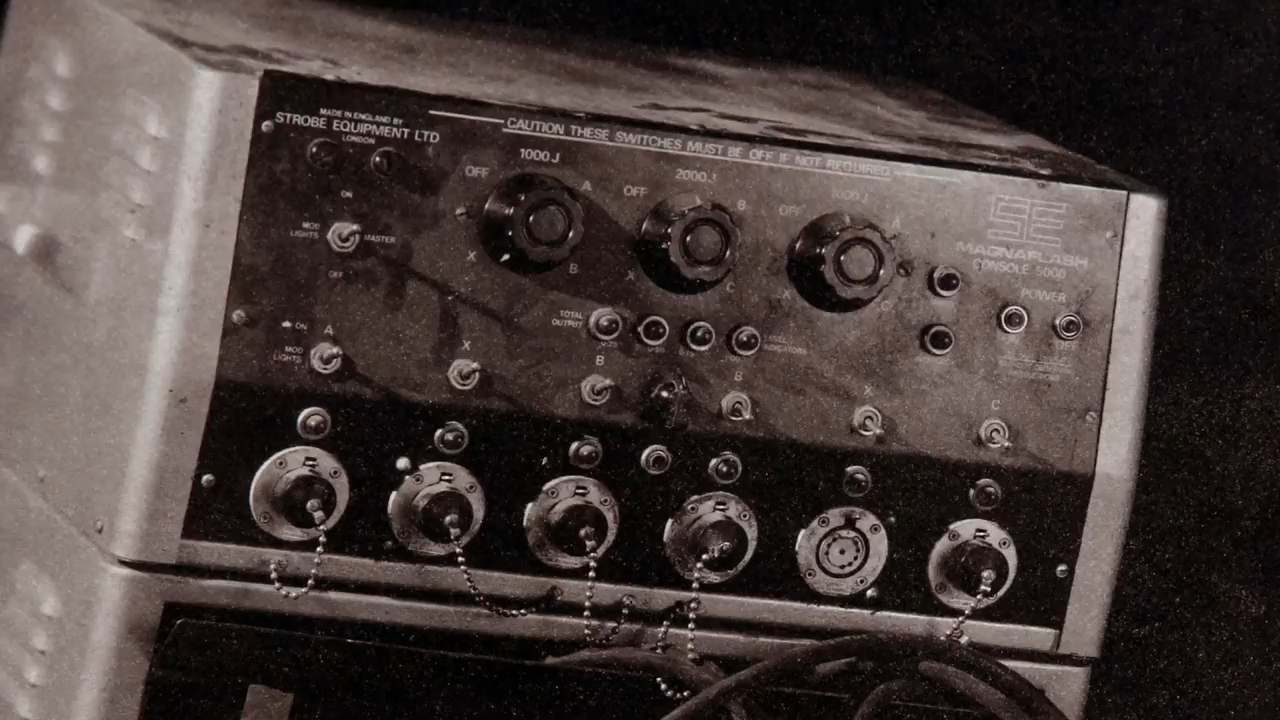 MADE IN ENGLAND BY
STROBE EQUIPMENT LTD
LONDON
CAUTION THESE SWITCHES MUST BE OFF IF NOT REQUIRED
1000 J
2000 J
OFF
A
OFF
B
OFF
A
ON
MOD LIGHTS
MASTER
OFF
X
B
X
C
X
C
SE
MAGNAFLASH
CONSOLE 5000
POWER
TOTAL
OUTPUT
ON
A
MOD
LIGHTS
X
B
B
X
C